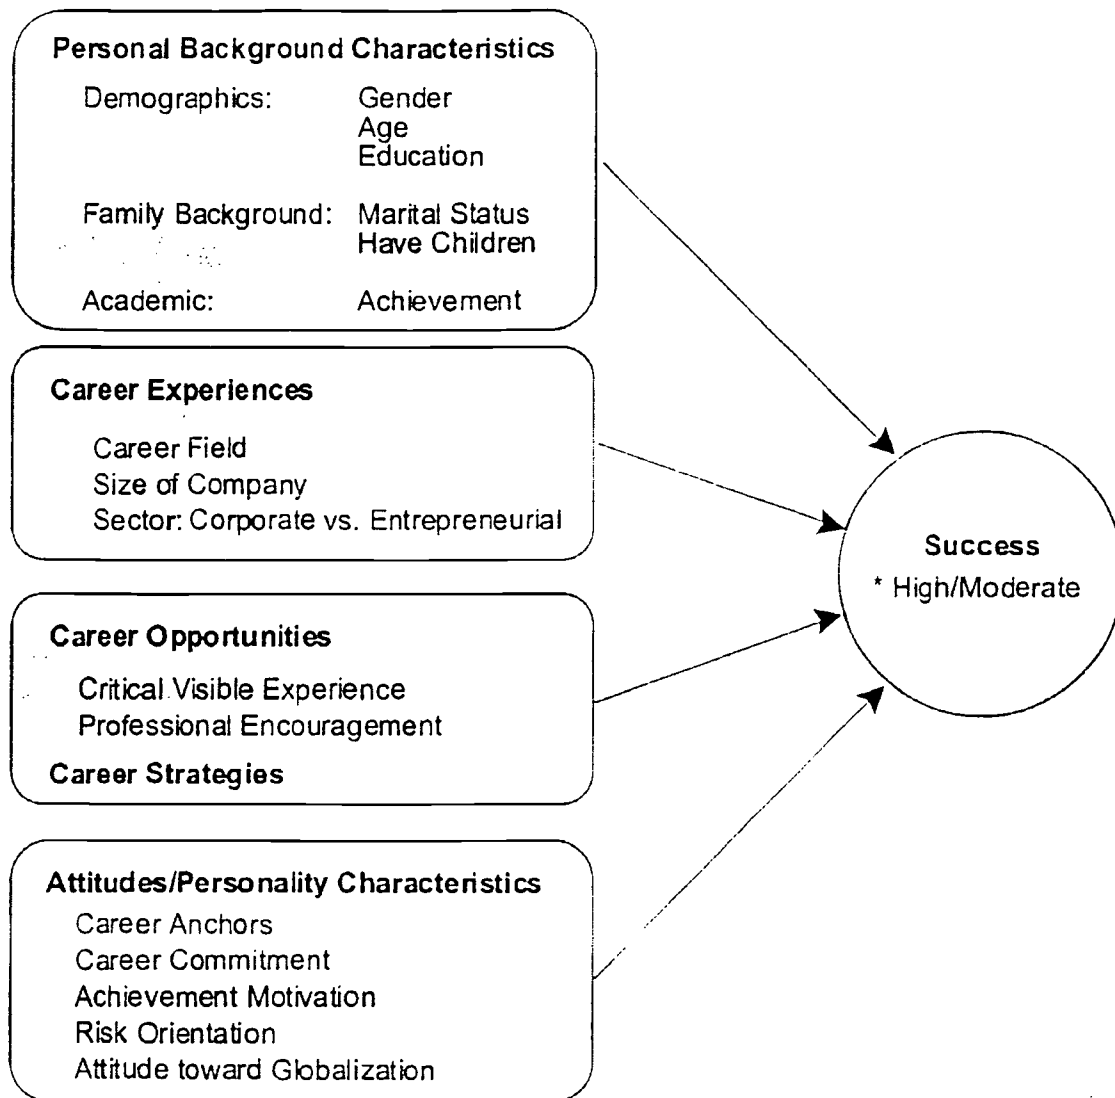 Personal Background Characteristics
Demographics: Gender
Age
Education
Family Background: Marital Status
Have Children
Academic: Achievement
Career Experiences
Career Field
Size of Company
Sector: Corporate vs. Entrepreneurial
Success
* High/Moderate
Career Opportunities
Critical Visible Experience
Professional Encouragement
Career Strategies
Attitudes/Personality Characteristics
Career Anchors
Career Commitment
Achievement Motivation
Risk Orientation
Attitude toward Globalization